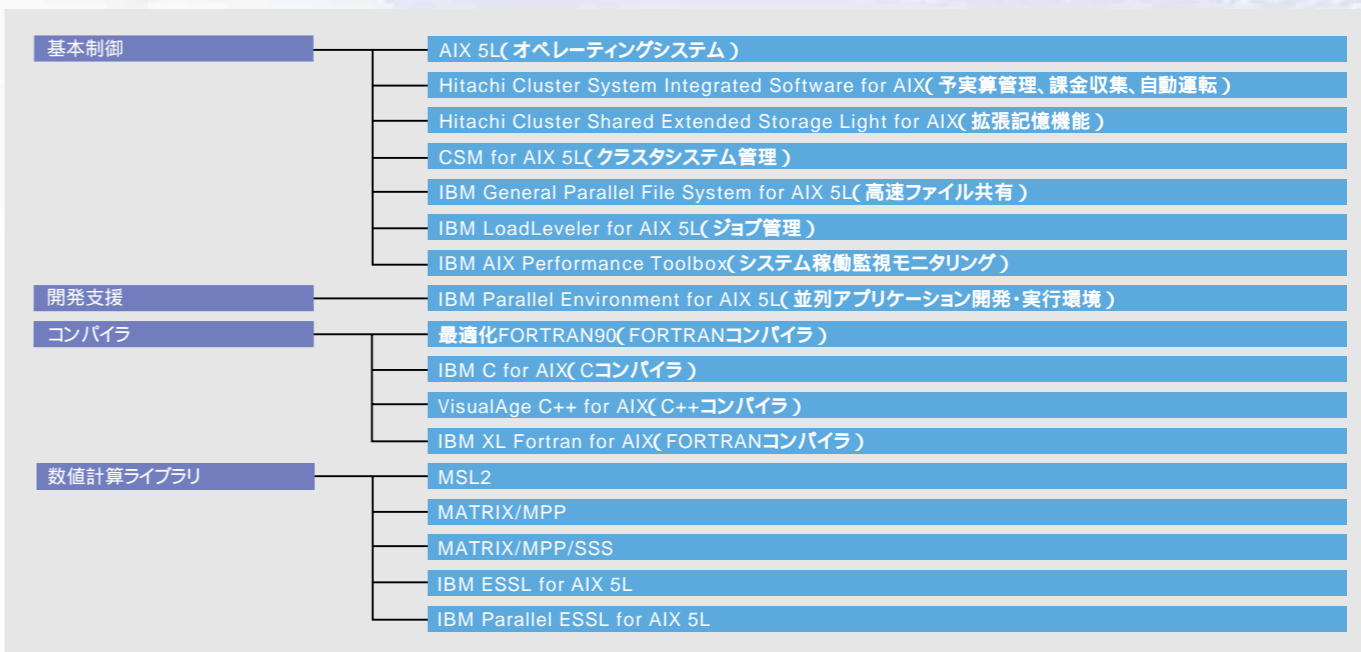 基本制御
AIX 5L(オペレーティングシステム)
Hitachi Cluster System Integrated Software for AIX(予実算管理、課金収集、自動運転)
Hitachi Cluster Shared Extended Storage Light for AIX(拡張記憶機能)
CSM for AIX 5L(クラスタシステム管理)
IBM General Parallel File System for AIX 5L(高速ファイル共有)
IBM LoadLeveler for AIX 5L(ジョブ管理)
IBM AIX Performance Toolbox(システム稼働監視モニタリング)
開発支援
IBM Parallel Environment for AIX 5L(並列アプリケーション開発・実行環境)
コンパイラ
最適化FORTRAN90(FORTRANコンパイラ)
IBM C for AIX(Cコンパイラ)
VisualAge C++ for AIX(C++コンパイラ)
IBM XL Fortran for AIX(FORTRANコンパイラ)
数値計算ライブラリ
MSL2
MATRIX/MPP
MATRIX/MPP/SSS
IBM ESSL for AIX 5L
IBM Parallel ESSL for AIX 5L